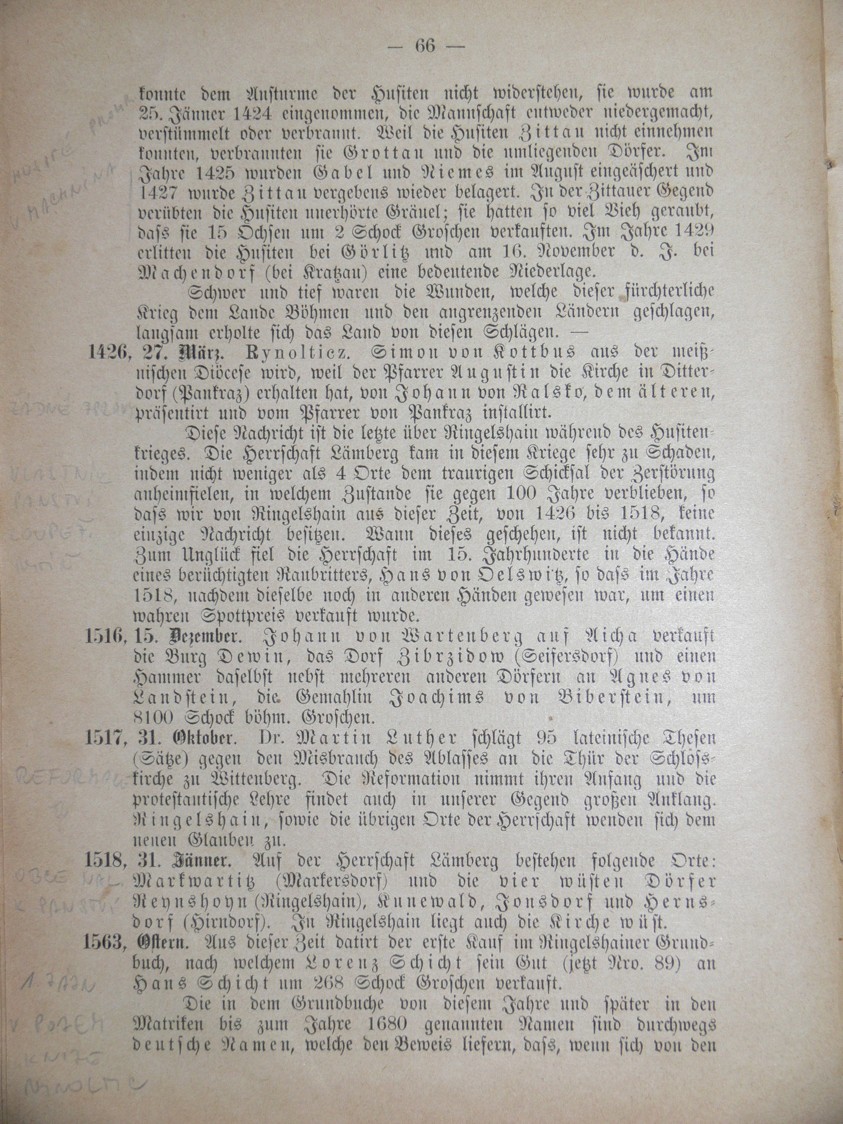 — 66 —
konnte dem Ansturme der Husiten nicht widerstehen, sie wurde am
25. Jänner 1424 eingenommen, die Mannschaft entweder niedergemacht,
verstümmelt oder verbrannt. Weil die Husiten Zittau nicht einnehmen
konnten, verbrannten sie Grottau und die umliegenden Dörfer. Im
Jahre 1425 wurden Gabel und Niemes im August eingeäschert und
1427 wurde Zittau vergebens wieder belagert. In der Zittauer Gegend
verübten die Husiten unerhörte Gräuel; sie hatten so viel Vieh geraubt,
dass sie 15 Ochsen um 2 Schock Groschen verkauften. Im Jahre 1429
erlitten die Husiten bei Görlitz und am 16. November d. J. bei
Machendorf (bei Kratzau) eine bedeutende Niederlage.
Schwer und tief waren die Wunden, welche dieser fürchterliche
Krieg dem Lande Böhmen und den angrenzenden Ländern geschlagen,
langsam erholte sich das Land von diesen Schlägen. —
1426, 27. März. Rynolticz. Simon von Kottbus aus der meiß-
nischen Diöcese wird, weil der Pfarrer Augustin die Kirche in Ditter-
dorf (Pankraz) erhalten hat, von Johann von Ralsko, dem älteren,
präsentirt und vom Pfarrer von Pankraz installirt.
Diese Nachricht ist die letzte über Ringelshain während des Husiten-
krieges. Die Herrschaft Lämberg kam in diesem Kriege sehr zu Schaden,
indem nicht weniger als 4 Orte dem traurigen Schicksal der Zerstörung
anheimfielen, in welchem Zustande sie gegen 100 Jahre verblieben, so
dass wir von Ringelshain aus dieser Zeit, von 1426 bis 1518, keine
einzige Nachricht besitzen. Wann dieses geschehen, ist nicht bekannt.
Zum Unglück fiel die Herrschaft im 15. Jahrhunderte in die Hände
eines berüchtigten Raubritters, Hans von Oelswitz, so dass im Jahre
1518, nachdem dieselbe noch in anderen Händen gewesen war, um einen
wahren Spottpreis verkauft wurde.
1516, 15. Dezember. Johann von Wartenberg auf Aicha verkauft
die Burg Dewin, das Dorf Zibrzidow (Seifersdorf) und einen
Hammer daselbst nebst mehreren anderen Dörfern an Agnes von
Landstein, die Gemahlin Joachims von Biberstein, um
8100 Schock böhm. Groschen.
1517, 31. Oktober. Dr. Martin Luther schlägt 95 lateinische Thesen
(Sätze) gegen den Misbrauch des Ablasses an die Thür der Schloss-
kirche zu Wittenberg. Die Reformation nimmt ihren Anfang und die
protestantische Lehre findet auch in unserer Gegend großen Anklang.
Ringelshain, sowie die übrigen Orte der Herrschaft wenden sich dem
neuen Glauben zu.
1518, 31. Jänner. Auf der Herrschaft Lämberg bestehen folgende Orte:
Markwartitz (Markersdorf) und die vier wüsten Dörfer
Reynshoyn (Ringelshain), Kunewald, Jonsdorf und Herns-
dorf (Hirndorf). In Ringelshain liegt auch die Kirche wüst.
1563, Ostern. Aus dieser Zeit datirt der erste Kauf im Ringelshainer Grund-
buch, nach welchem Lorenz Schicht sein Gut (jetzt Nro. 89) an
Hans Schicht um 268 Schock Groschen verkauft.
Die in dem Grundbuche von diesem Jahre und später in den
Matriken bis zum Jahre 1680 genannten Namen sind durchwegs
deutsche Namen, welche den Beweis liefern, dass, wenn sich von den